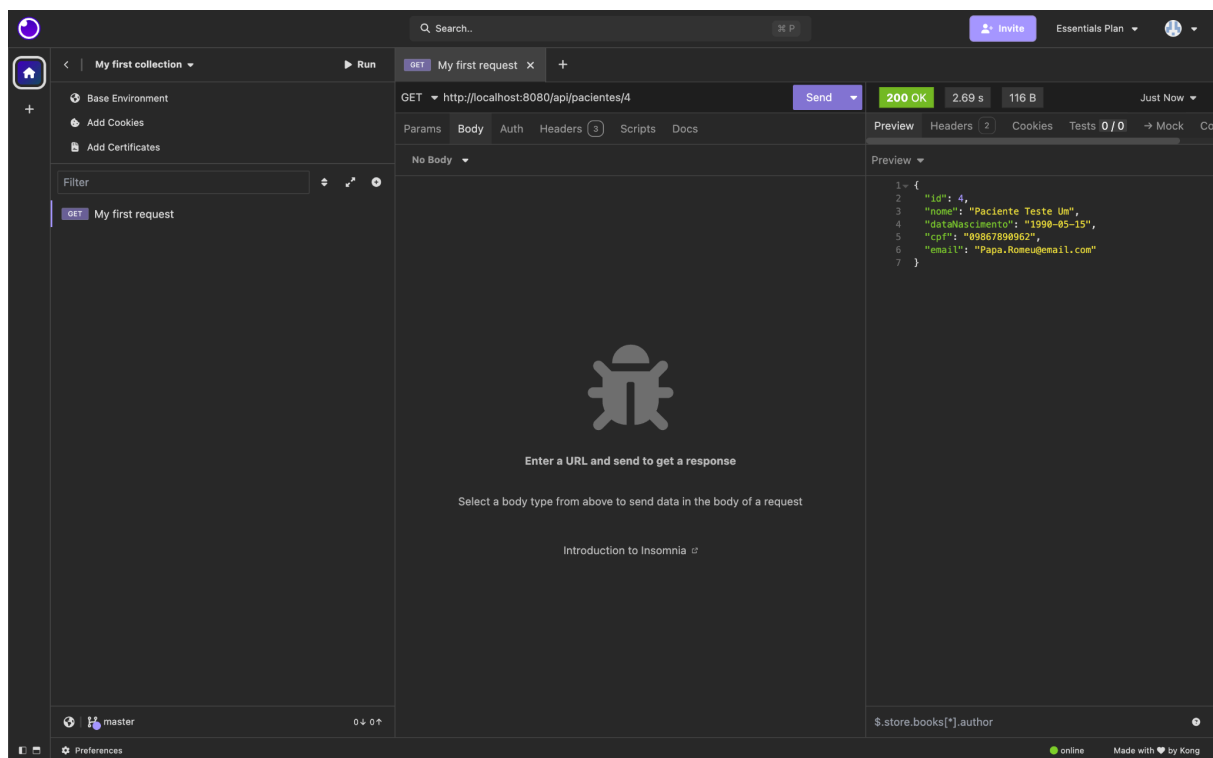 Search..
⌘ P
Invite
Essentials Plan
My first collection
Run
GET My first request
Base Environment
Add Cookies
Add Certificates
Filter
GET My first request
GET http://localhost:8080/api/pacientes/4
Send
Params Body Auth Headers 3 Scripts Docs
No Body
Enter a URL and send to get a response
Select a body type from above to send data in the body of a request
Introduction to Insomnia
200 OK 2.69 s 116 B Just Now
Preview Headers 2 Cookies Tests 0 / 0 → Mock Co
Preview
1 {
2 "id": 4,
3 "nome": "Paciente Teste Um",
4 "dataNascimento": "1990-05-15",
5 "cpf": "09867890962",
6 "email": "Papa.Romeu@email.com"
7 }
master 0↓ 0↑
$.store.books[*].author
Preferences
online Made with ♥ by Kong